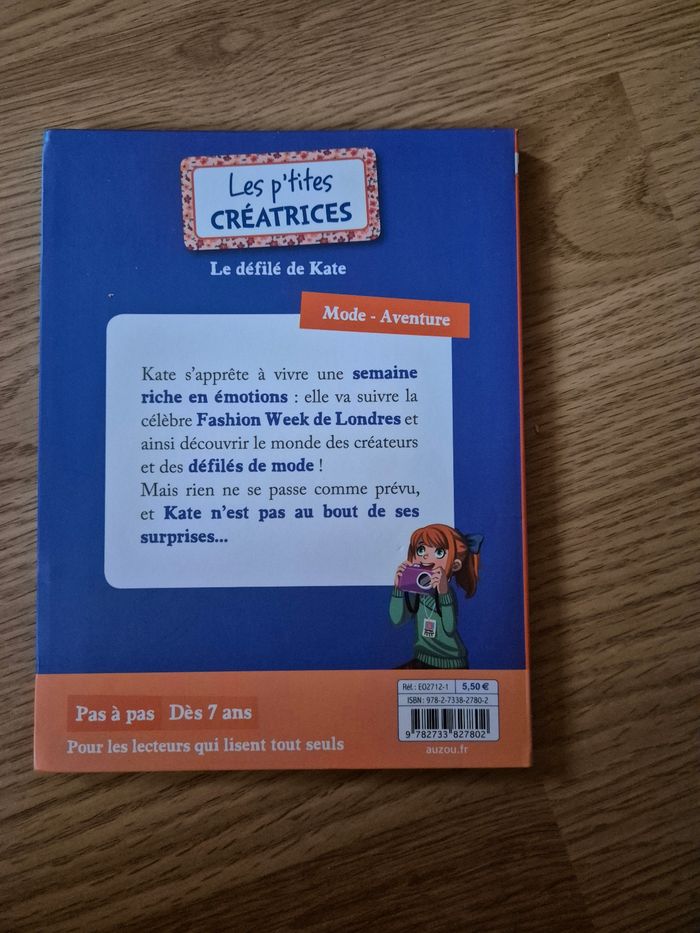 Les p'tites
CRÉATRICES
Le défilé de Kate
Mode - Aventure
Kate s'apprête à vivre une semaine
riche en émotions : elle va suivre la
célèbre Fashion Week de Londres et
ainsi découvrir le monde des créateurs
et des défilés de mode !
Mais rien ne se passe comme prévu,
et Kate n'est pas au bout de ses
surprises...
Réf. : EO2712-1 5,50 €
ISBN : 978-2-7338-2780-2
9 782733 827802
auzou.fr
Pas à pas Dès 7 ans
Pour les lecteurs qui lisent tout seuls